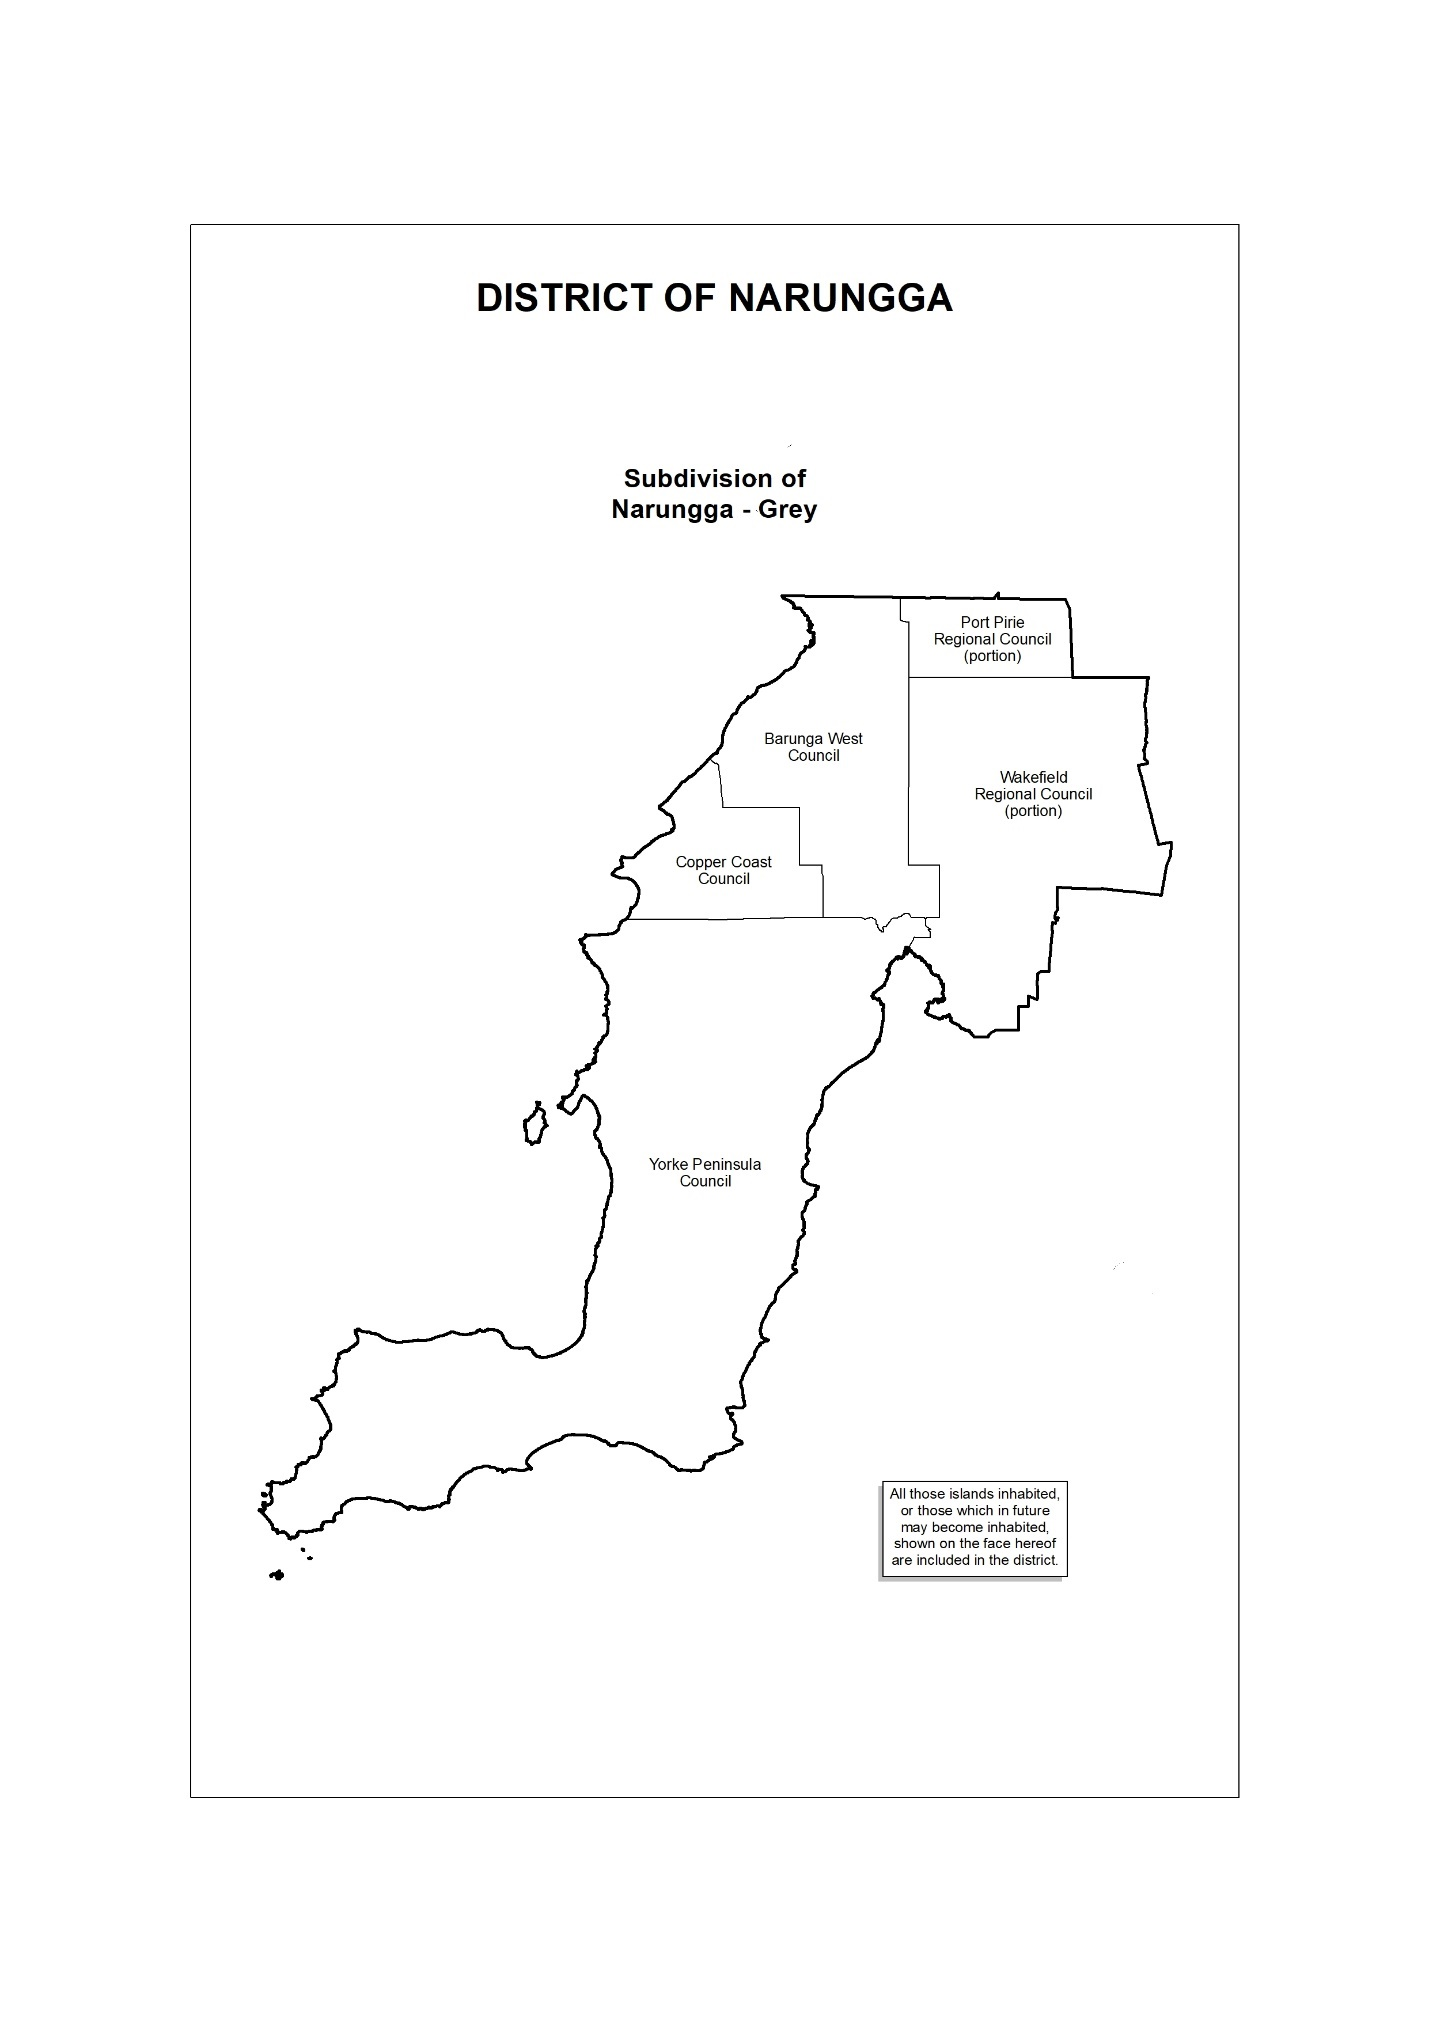 DISTRICT OF NARUNGGA
Subdivision of
Narungga - Grey
Port Pirie
Regional Council
(portion)
Barunga West
Council
Wakefield
Regional Council
(portion)
Copper Coast
Council
Yorke Peninsula
Council
All those islands inhabited,
or those which in future
may become inhabited,
shown on the face hereof
are included in the district.